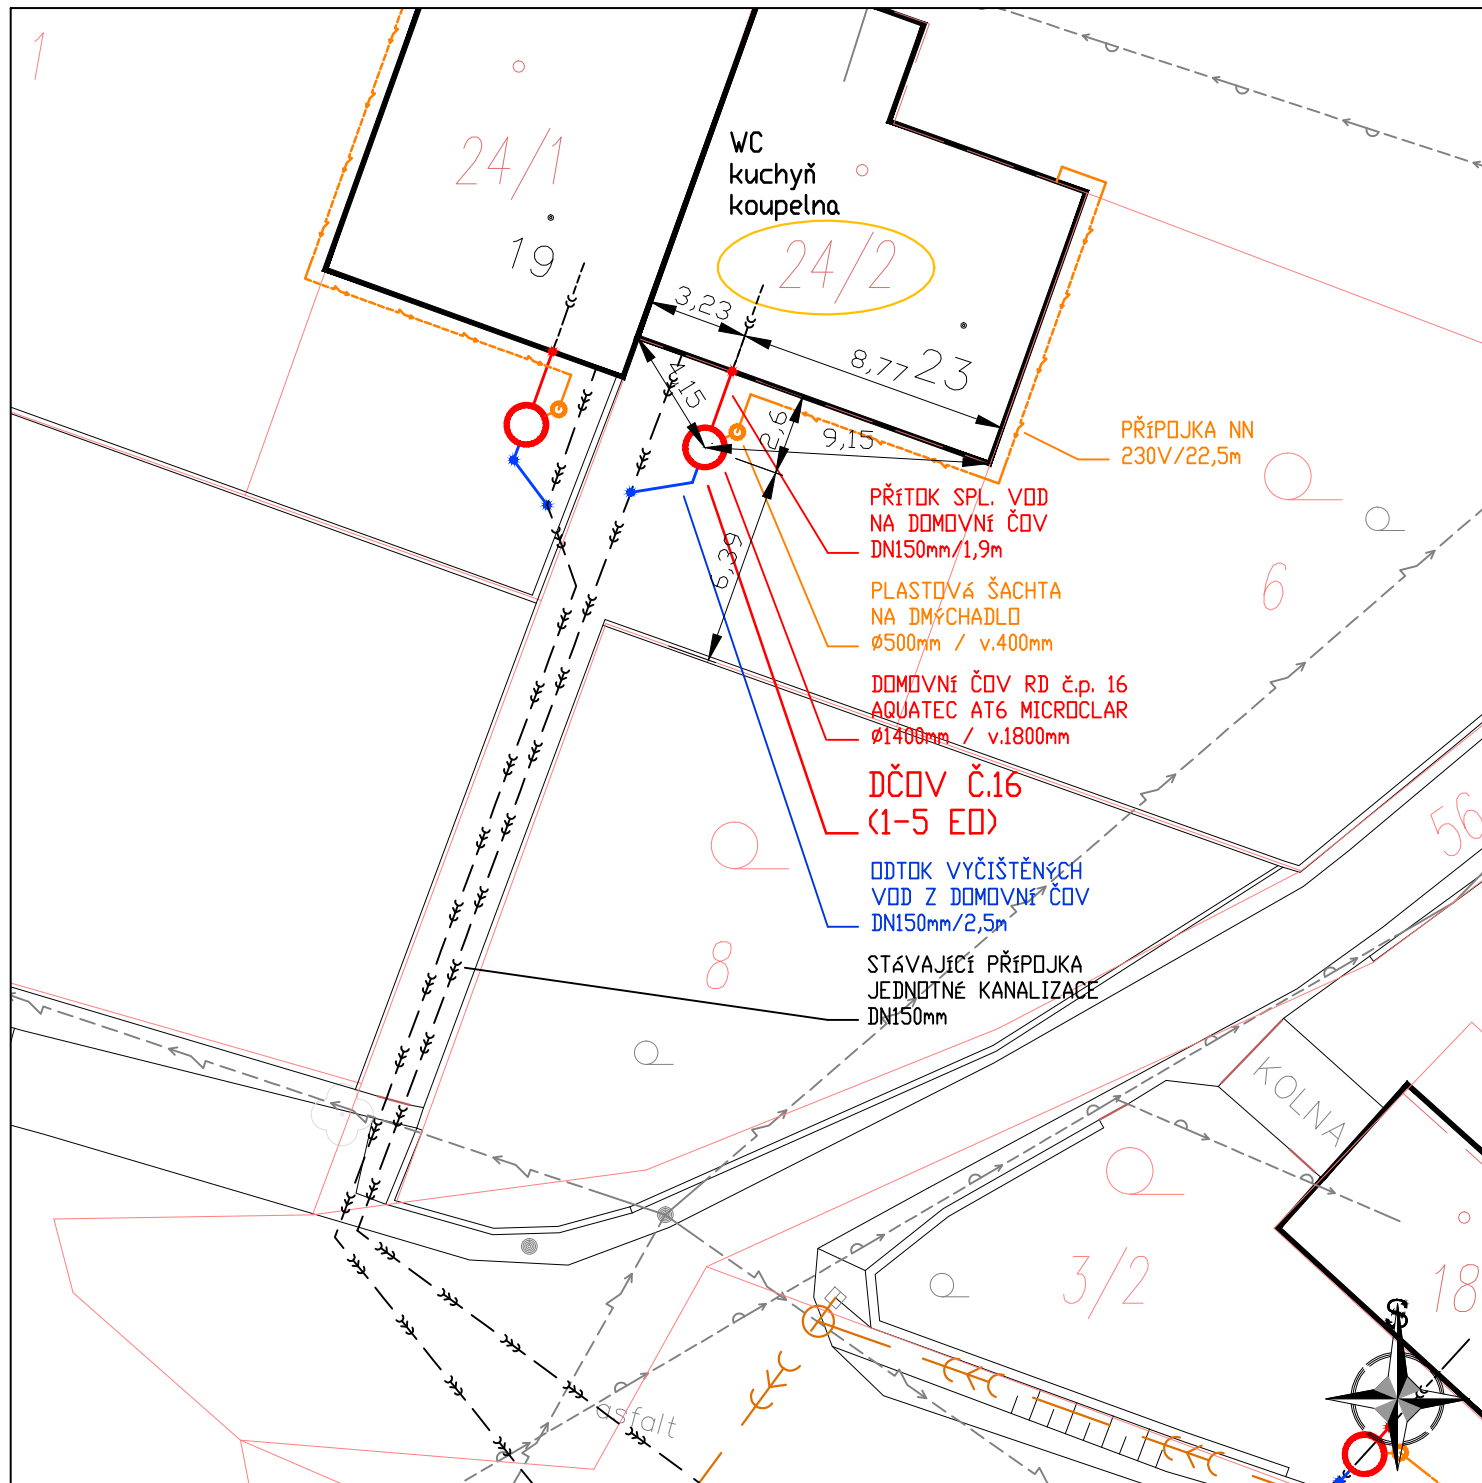 1
24/1
19
WC
kuchyň
koupelna
24/2
3,23
8,77
23
4,15
2,6
9,15
6,39
PŘÍPOJKA NN
230V/22,5m
PŘÍTOK SPL. VOD
NA DOMOVNÍ ČOV
DN150mm/1,9m
PLASTOVÁ ŠACHTA
NA DMÝCHADLO
Ø500mm / v.400mm
DOMOVNÍ ČOV RD č.p. 16
AQUATEC AT6 MICROCLAR
Ø1400mm / v.1800mm
DČOV Č.16
(1-5 EO)
ODTOK VYČIŠTĚNÝCH
VOD Z DOMOVNÍ ČOV
DN150mm/2,5m
STÁVAJÍCÍ PŘÍPOJKA
JEDNOTNÉ KANALIZACE
DN150mm
6
56
8
KOLNA
3/2
18
S
asfalt